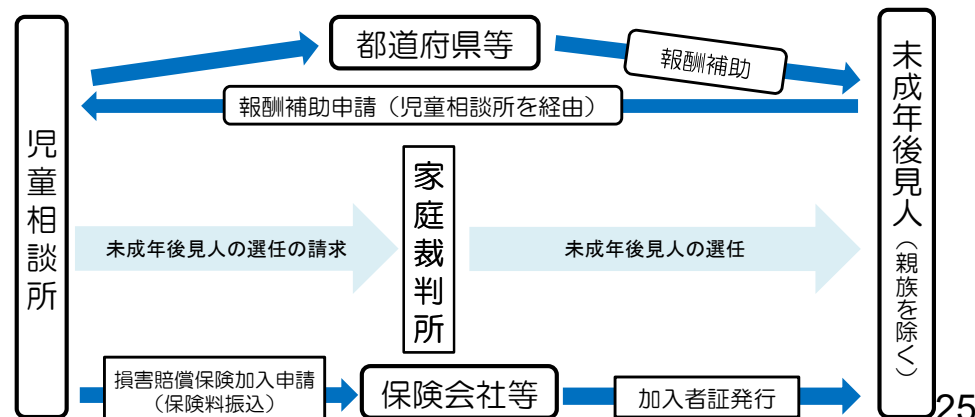 都道府県等
報酬補助
報酬補助申請（児童相談所を経由）
児童相談所
家庭裁判所
未成年後見人（親族を除く）
未成年後見人の選任の請求
未成年後見人の選任
損害賠償保険加入申請
（保険料振込）
保険会社等
加入者証発行
25